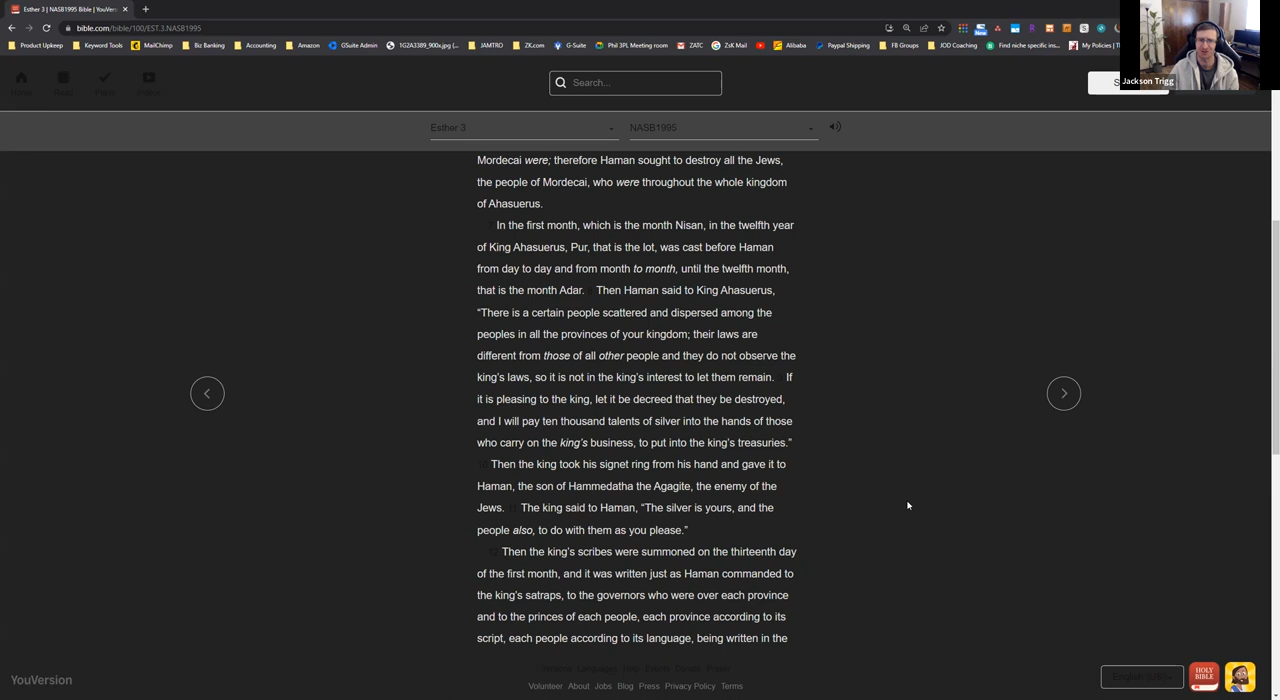 Esther 3 | NASB1995 Bible | YouVers
bible.com/bible/100/EST.3.NASB1995
Product Upkeep Keyword Tools MailChimp Biz Banking Accounting Amazon GSuite Admin 1G2A3389_900x.jpg (... JAMTRO ZK.com G-Suite Phil 3PL Meeting room ZATC ZsK Mail Alibaba Paypal Shipping FB Groups JOD Coaching Find niche specific ins... My Policies | Th
New
Jackson Trigg
Home Read Plans Videos
Search...
Esther 3 NASB1995
Mordecai were; therefore Haman sought to destroy all the Jews,
the people of Mordecai, who were throughout the whole kingdom
of Ahasuerus.
In the first month, which is the month Nisan, in the twelfth year
of King Ahasuerus, Pur, that is the lot, was cast before Haman
from day to day and from month to month, until the twelfth month,
that is the month Adar. Then Haman said to King Ahasuerus,
“There is a certain people scattered and dispersed among the
peoples in all the provinces of your kingdom; their laws are
different from those of all other people and they do not observe the
king’s laws, so it is not in the king’s interest to let them remain. If
it is pleasing to the king, let it be decreed that they be destroyed,
and I will pay ten thousand talents of silver into the hands of those
who carry on the king’s business, to put into the king’s treasuries.”
10 Then the king took his signet ring from his hand and gave it to
Haman, the son of Hammedatha the Agagite, the enemy of the
Jews. 11 The king said to Haman, “The silver is yours, and the
people also, to do with them as you please.”
12 Then the king’s scribes were summoned on the thirteenth day
of the first month, and it was written just as Haman commanded to
the king’s satraps, to the governors who were over each province
and to the princes of each people, each province according to its
script, each people according to its language, being written in the
YouVersion
Volunteer About Jobs Blog Press Privacy Policy Terms
English (US)
HOLY BIBLE